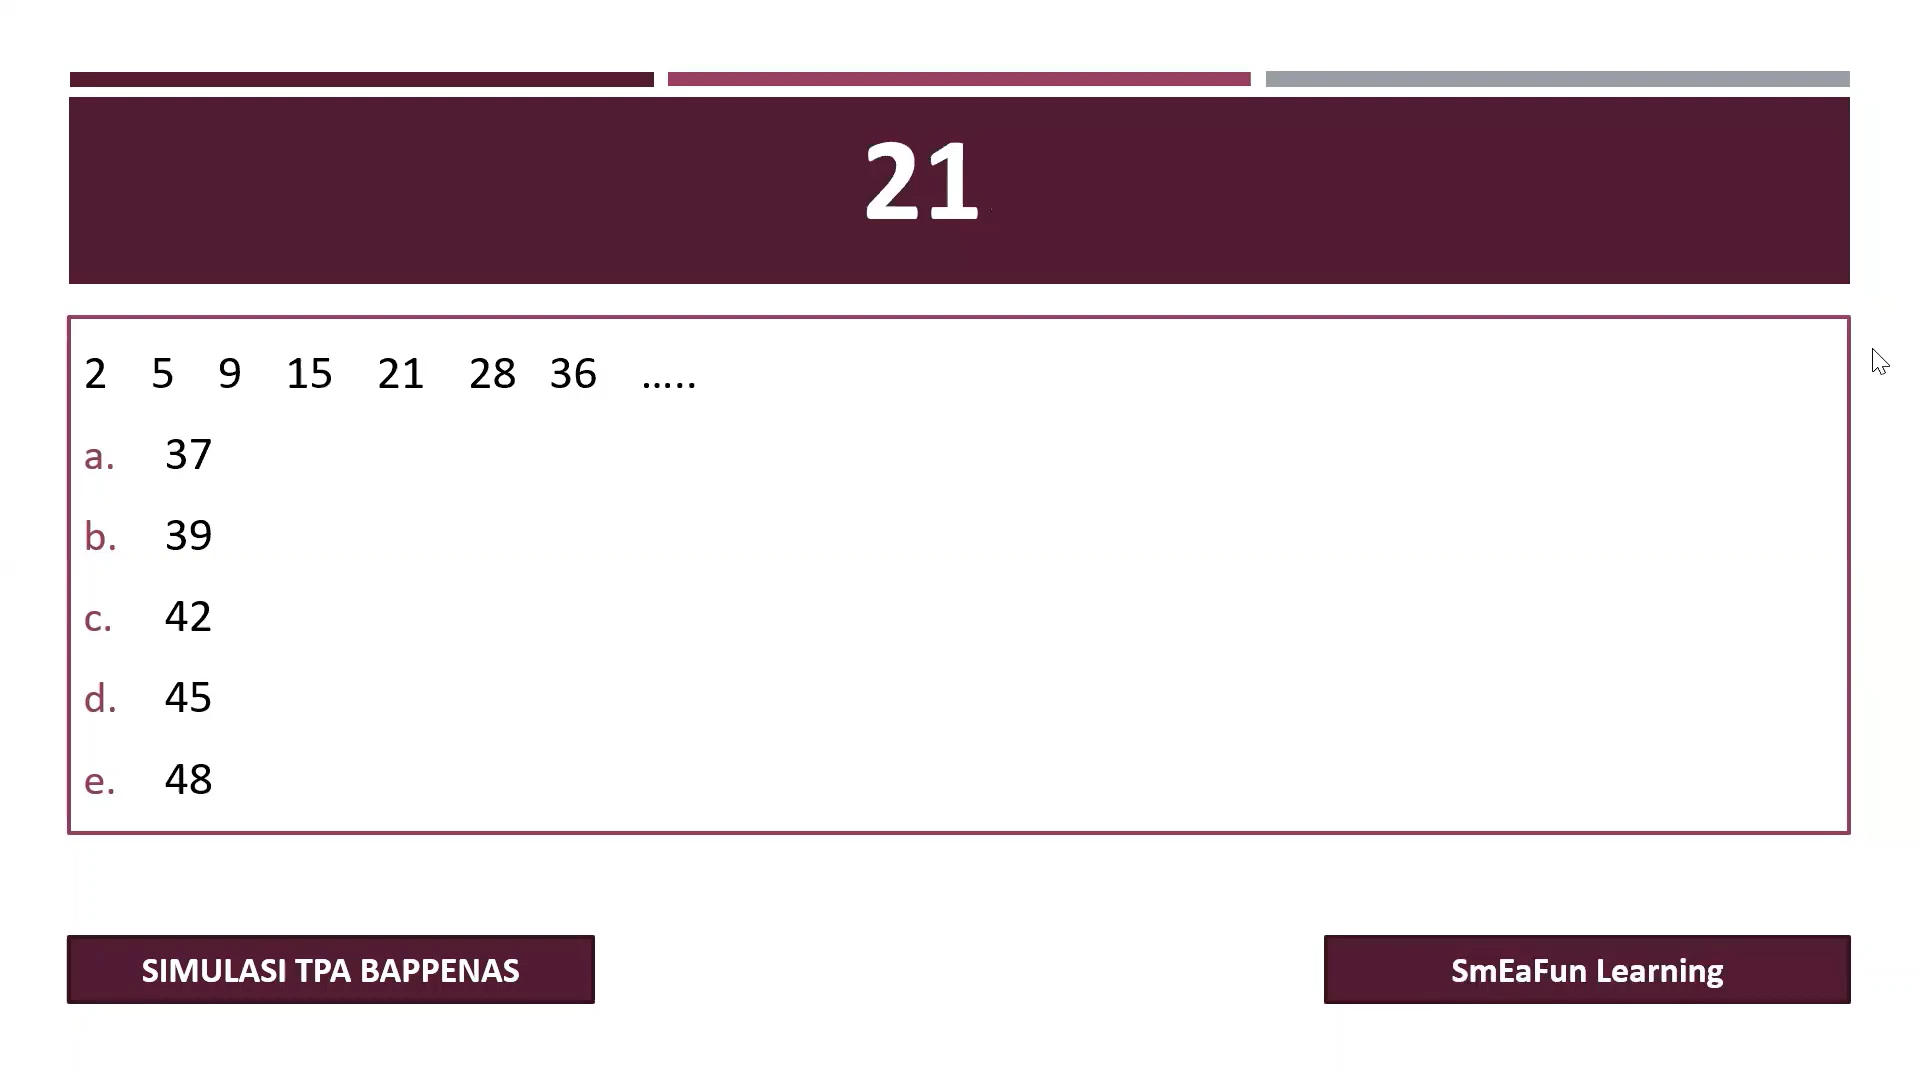 21
2 5 9 15 21 28 36 .....
a. 37
b. 39
c. 42
d. 45
e. 48
SIMULASI TPA BAPPENAS
SmEaFun Learning